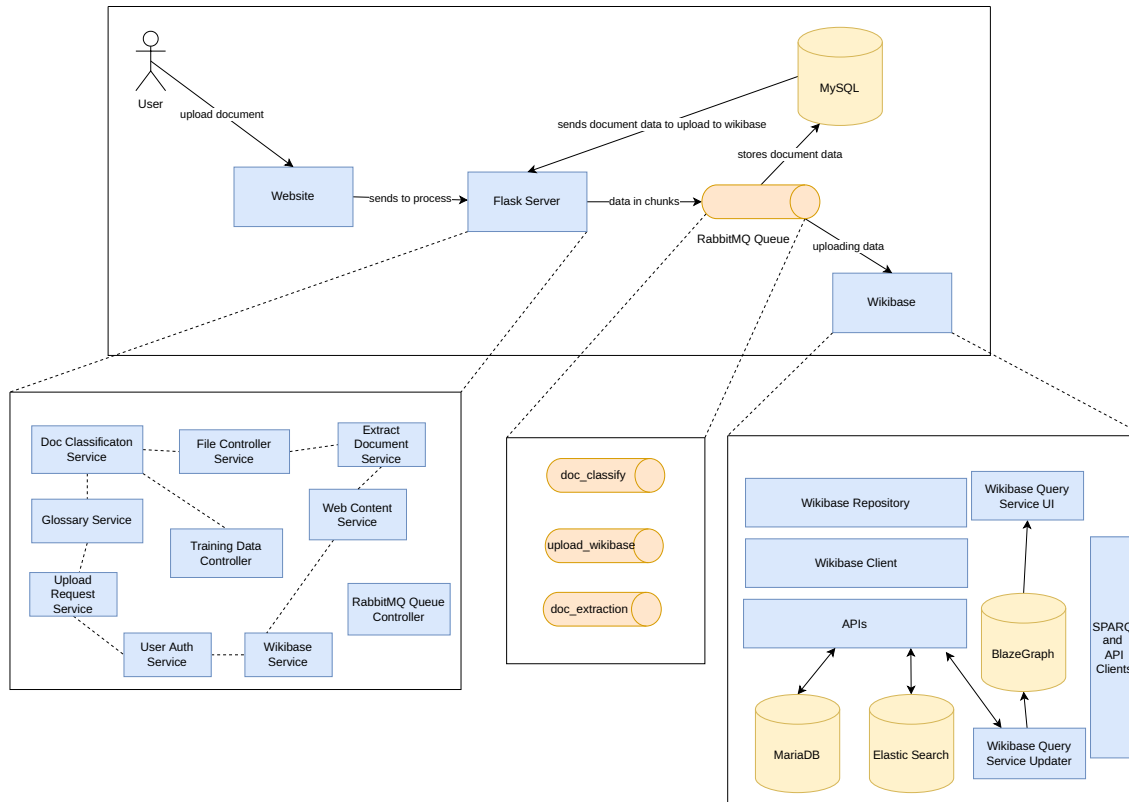 User
upload document
Website
sends to process
Flask Server
sends document data to upload to wikibase
MySQL
stores document data
data in chunks
RabbitMQ Queue
uploading data
Wikibase
Doc Classificaton
Service
File Controller
Service
Extract
Document
Service
Glossary Service
Web Content
Service
Training Data
Controller
Upload
Request
Service
RabbitMQ Queue
Controller
User Auth
Service
Wikibase
Service
doc_classify
upload_wikibase
doc_extraction
Wikibase Repository
Wikibase Query
Service UI
Wikibase Client
APIs
BlazeGraph
SPARQ
and
API
Clients
MariaDB
Elastic Search
Wikibase Query
Service Updater